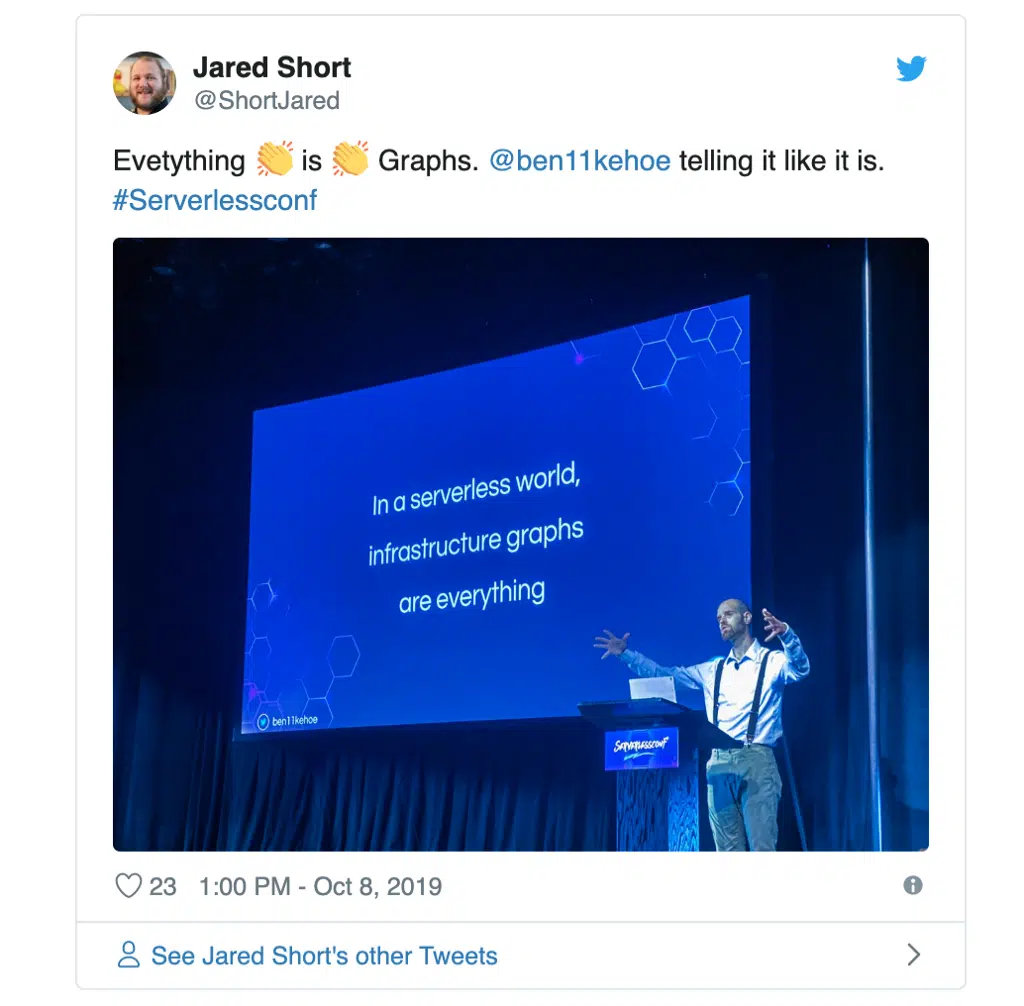 Jared Short
@ShortJared
Evetything 👏 is 👏 Graphs. @ben11kehoe telling it like it is.
#Serverlessconf
In a serverless world,
infrastructure graphs
are everything
ben11kehoe
Serverlessconf
23 1:00 PM - Oct 8, 2019
See Jared Short's other Tweets